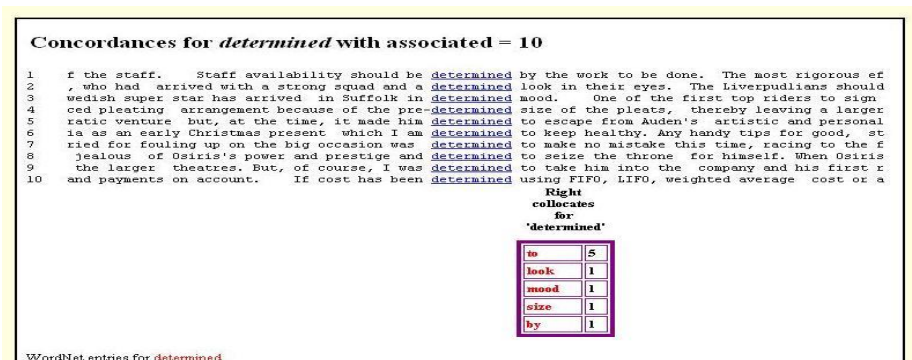 Concordances for determined with associated = 10
1 f the staff. Staff availability should be determined by the work to be done. The most rigorous ef
2 , who had arrived with a strong squad and a determined look in their eyes. The Liverpudlians should
3 wedish super star has arrived in Suffolk in determined mood. One of the first top riders to sign
4 ced pleating arrangement because of the pre-determined size of the pleats, thereby leaving a larger
5 ratic venture but, at the time, it made him determined to escape from Auden's artistic and personal
6 ia as an early Christmas present which I am determined to keep healthy. Any handy tips for good, st
7 ried for fouling up on the big occasion was determined to make no mistake this time, racing to the f
8 jealous of Osiris's power and prestige and determined to seize the throne for himself. When Osiris
9 the larger theatres. But, of course, I was determined to take him into the company and his first r
10 and payments on account. If cost has been determined using FIFO, LIFO, weighted average cost or a
Right
collocates
for
'determined'
to 5
look 1
mood 1
size 1
by 1
WordNet entries for determined